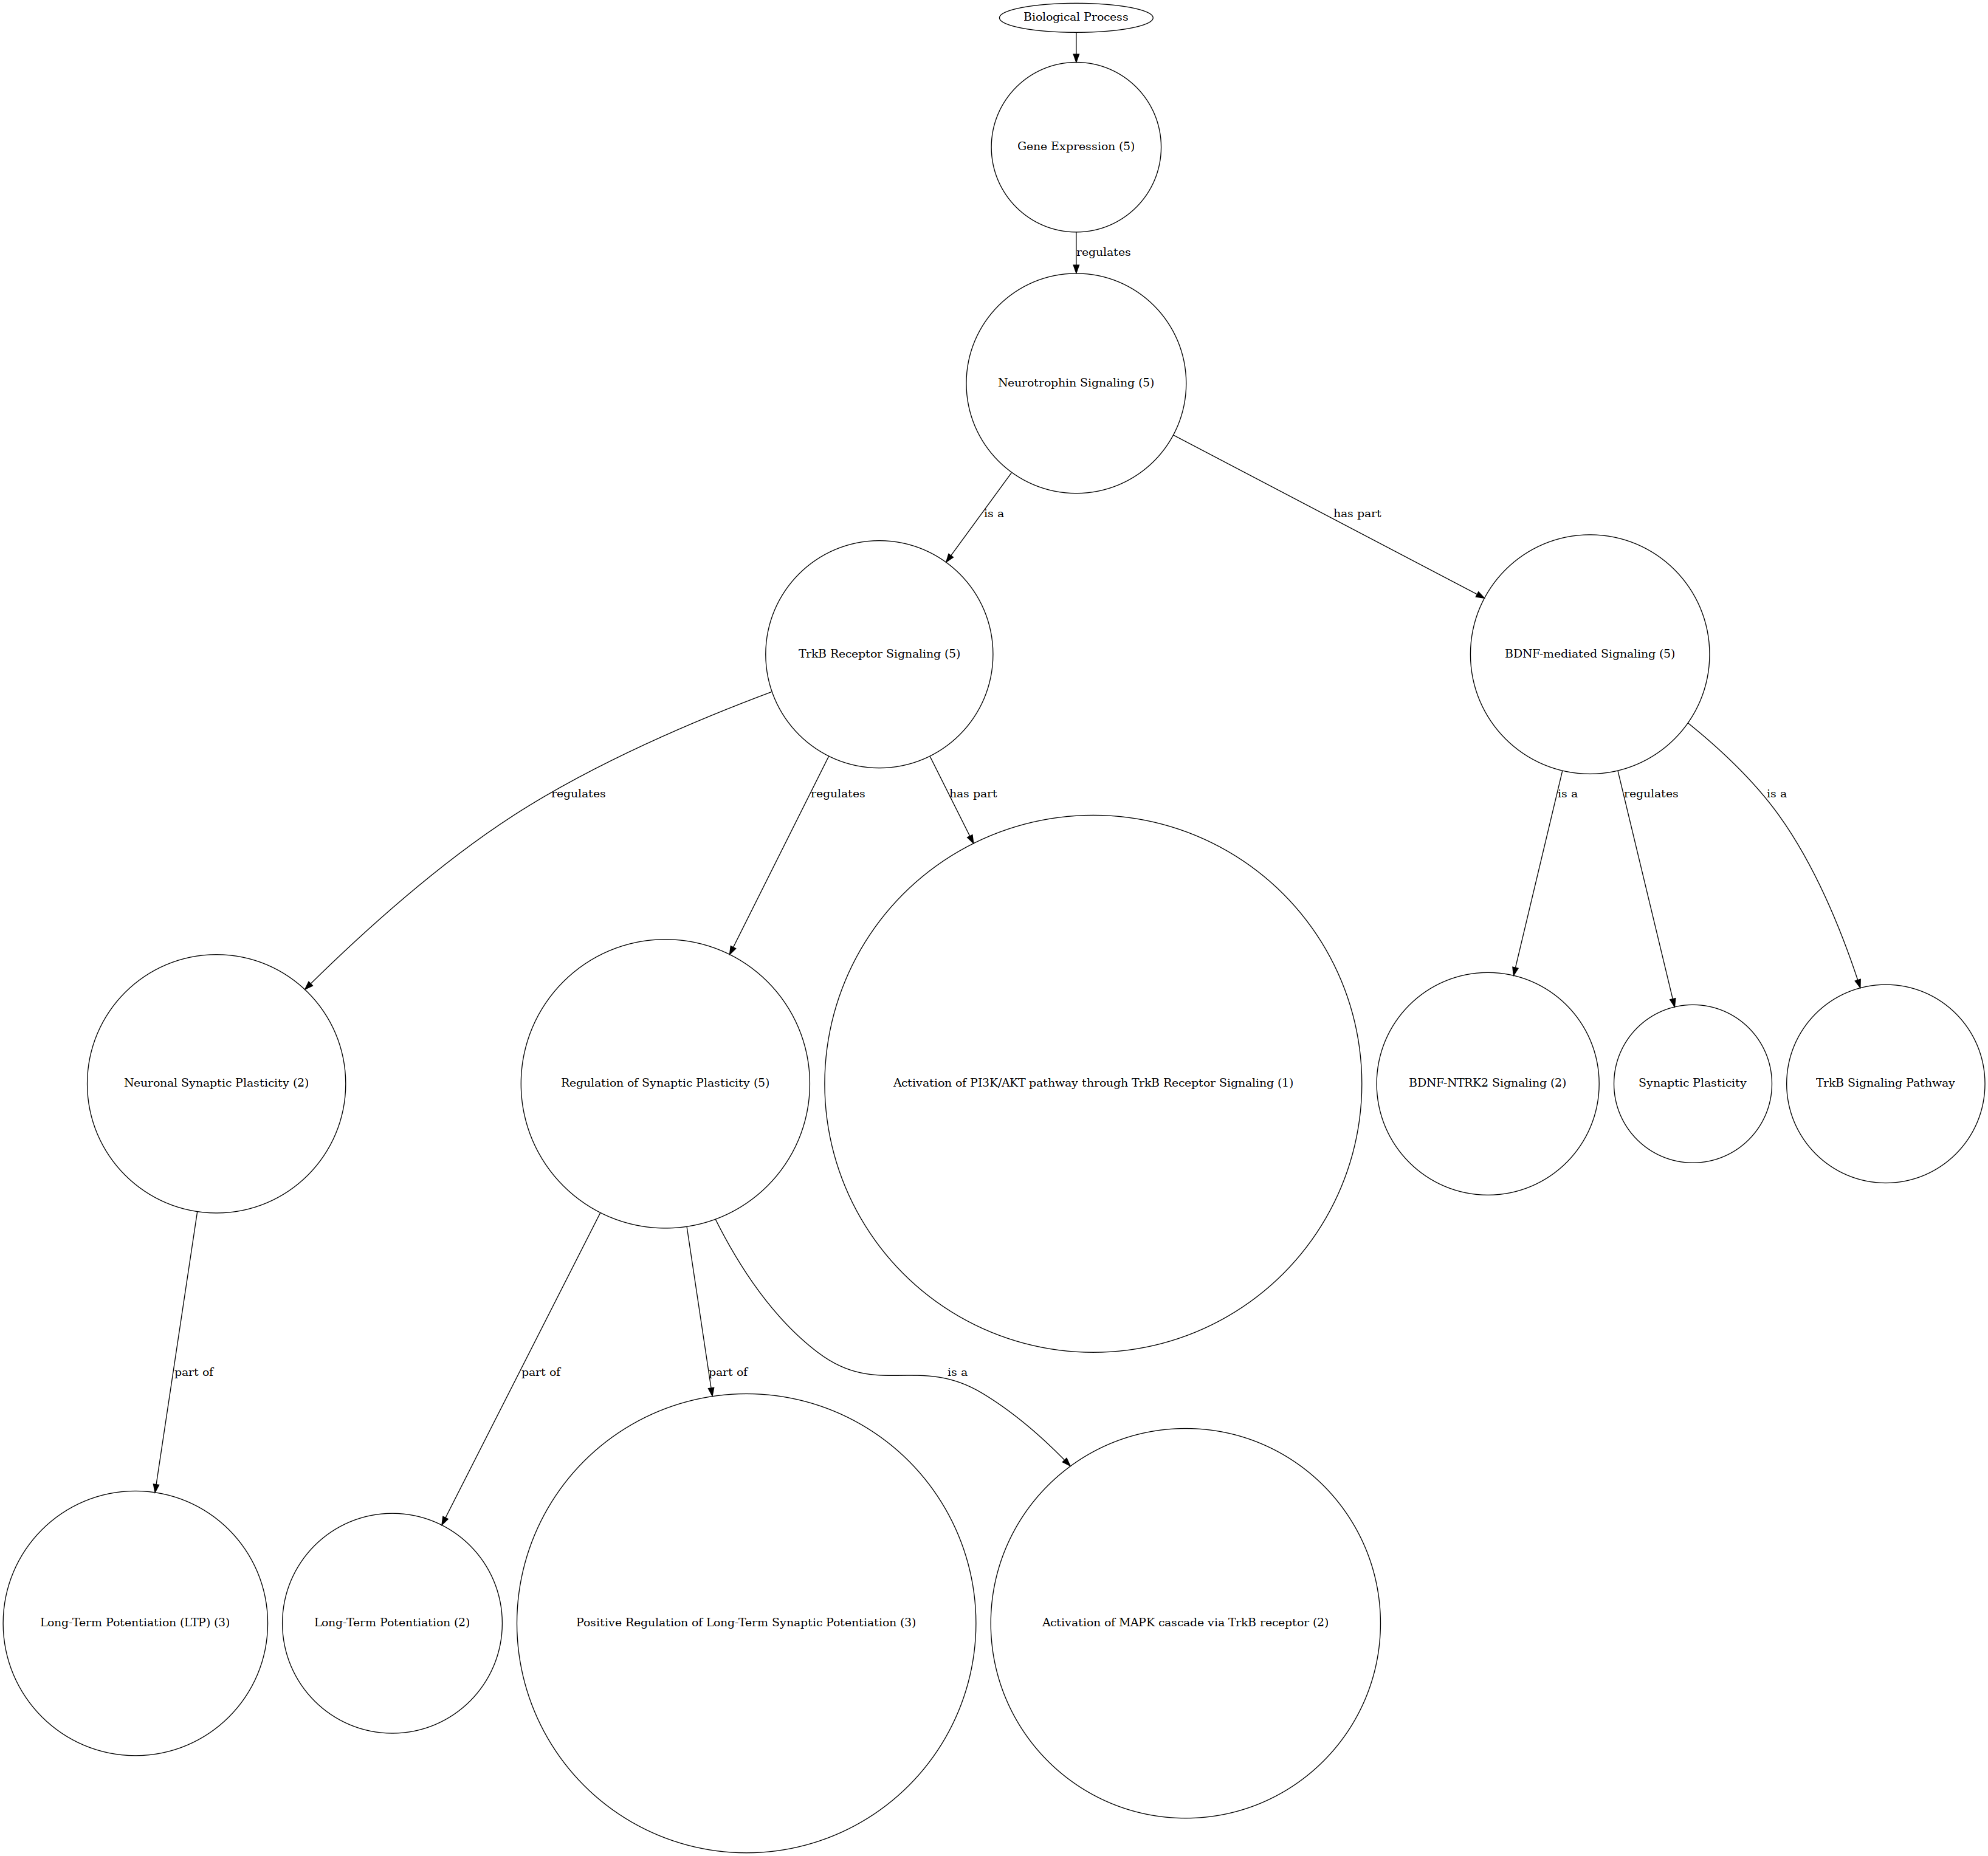 Biological Process
Gene Expression (5)
regulates
Neurotrophin Signaling (5)
is a
has part
TrkB Receptor Signaling (5)
BDNF-mediated Signaling (5)
regulates
regulates
has part
is a
regulates
is a
Neuronal Synaptic Plasticity (2)
Regulation of Synaptic Plasticity (5)
Activation of PI3K/AKT pathway through TrkB Receptor Signaling (1)
BDNF-NTRK2 Signaling (2)
Synaptic Plasticity
TrkB Signaling Pathway
part of
part of
part of
is a
Long-Term Potentiation (LTP) (3)
Long-Term Potentiation (2)
Positive Regulation of Long-Term Synaptic Potentiation (3)
Activation of MAPK cascade via TrkB receptor (2)